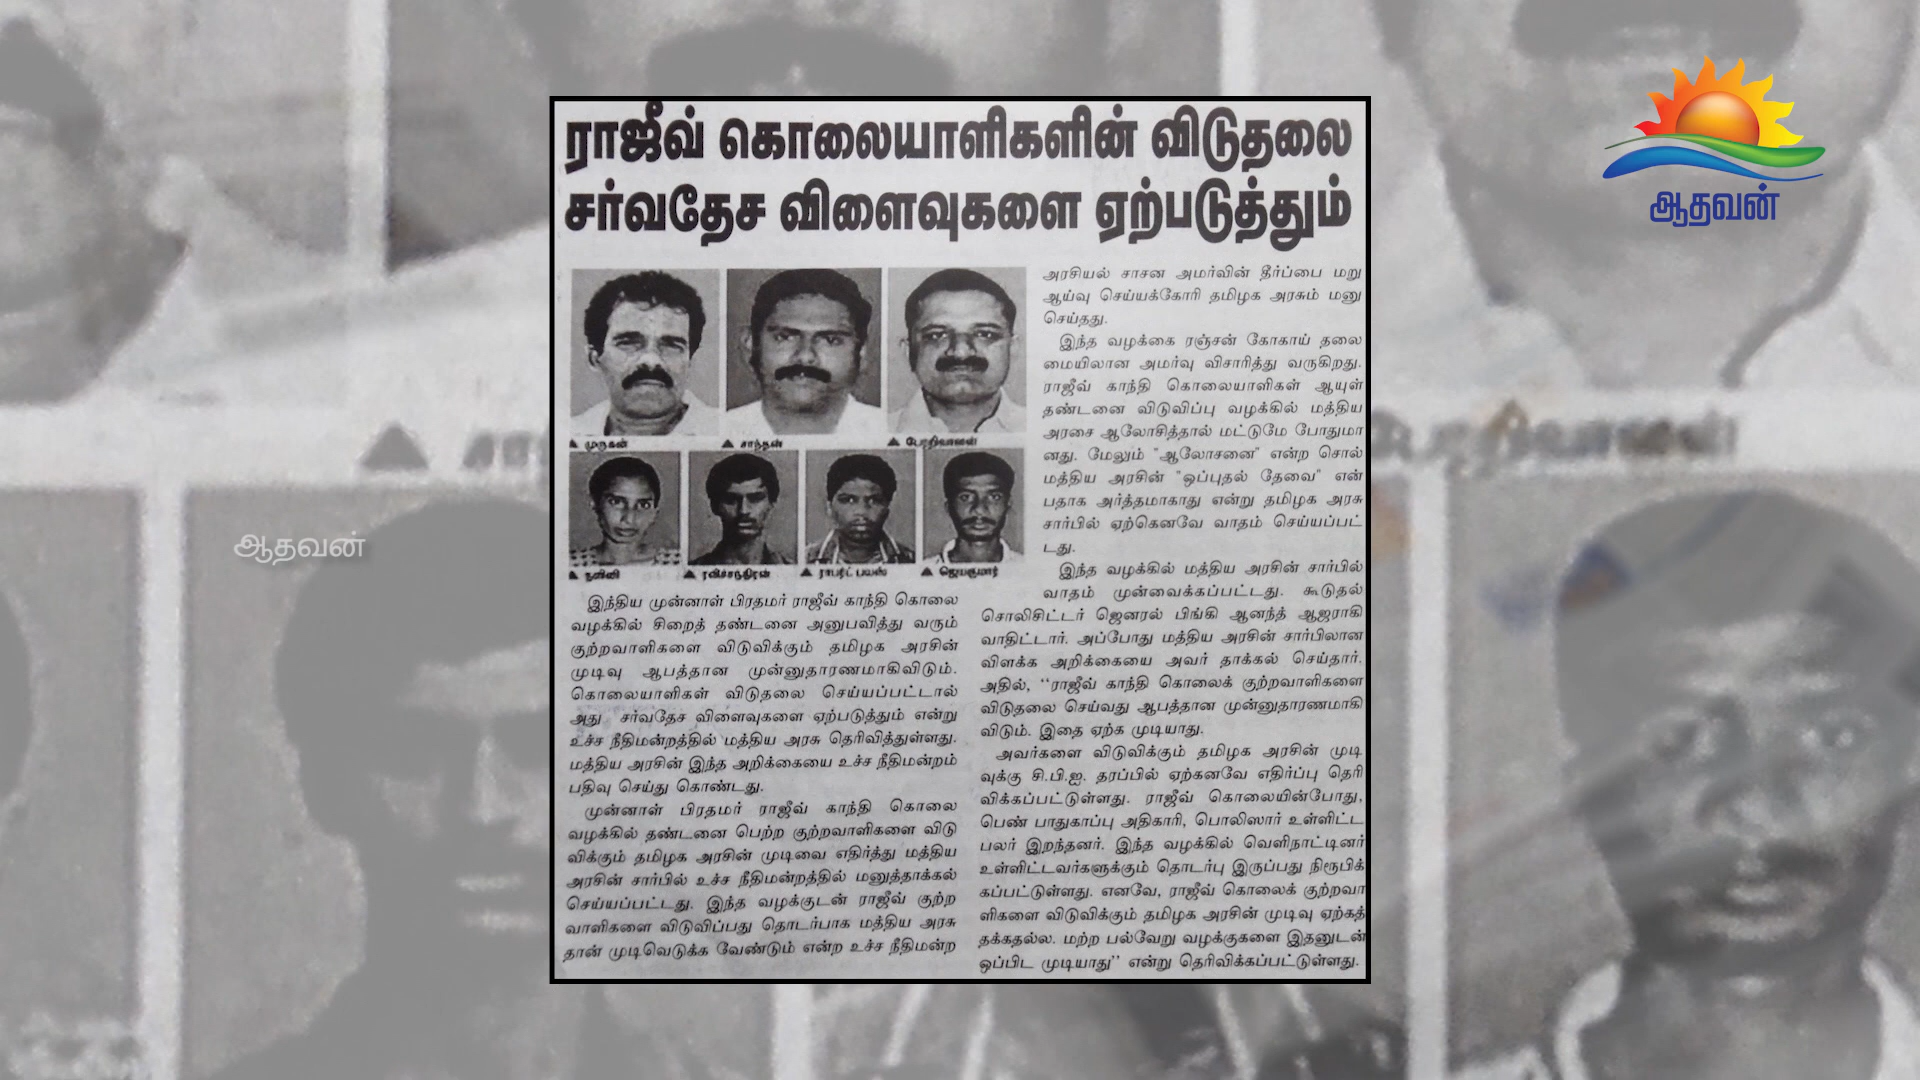 ராஜீவ் கொலையாளிகளின் விடுதலை
சர்வதேச விளைவுகளை ஏற்படுத்தும்
ஆதவன்
▲ முருகன்
▲ சாந்தன்
▲ பேரறிவாளன்
▲ நளினி
▲ ரவிச்சந்திரன்
▲ ராபர்ட் பயஸ்
▲ ஜெயகுமார்
இந்திய முன்னாள் பிரதமர் ராஜீவ் காந்தி கொலை
வழக்கில் சிறைத் தண்டனை அனுபவித்து வரும்
குற்றவாளிகளை விடுவிக்கும் தமிழக அரசின்
முடிவு ஆபத்தான முன்னுதாரணமாகிவிடும்.
கொலையாளிகள் விடுதலை செய்யப்பட்டால்
அது சர்வதேச விளைவுகளை ஏற்படுத்தும் என்று
உச்ச நீதிமன்றத்தில் மத்திய அரசு தெரிவித்துள்ளது.
மத்திய அரசின் இந்த அறிக்கையை உச்ச நீதிமன்றம்
பதிவு செய்து கொண்டது.
முன்னாள் பிரதமர் ராஜீவ் காந்தி கொலை
வழக்கில் தண்டனை பெற்ற குற்றவாளிகளை விடு
விக்கும் தமிழக அரசின் முடிவை எதிர்த்து மத்திய
அரசின் சார்பில் உச்ச நீதிமன்றத்தில் மனுத்தாக்கல்
செய்யப்பட்டது. இந்த வழக்குடன் ராஜீவ் குற்ற
வாளிகளை விடுவிப்பது தொடர்பாக மத்திய அரசு
தான் முடிவெடுக்க வேண்டும் என்ற உச்ச நீதிமன்ற
அரசியல் சாசன அமர்வின் தீர்ப்பை மறு
ஆய்வு செய்யக்கோரி தமிழக அரசும் மனு
செய்தது.
இந்த வழக்கை ரஞ்சன் கோகாய் தலை
மையிலான அமர்வு விசாரித்து வருகிறது.
ராஜீவ் காந்தி கொலையாளிகள் ஆயுள்
தண்டனை விடுவிப்பு வழக்கில் மத்திய
அரசை ஆலோசித்தால் மட்டுமே போதுமா
னது. மேலும் "ஆலோசனை" என்ற சொல்
மத்திய அரசின் "ஒப்புதல் தேவை" என்
பதாக அர்த்தமாகாது என்று தமிழக அரசு
சார்பில் ஏற்கெனவே வாதம் செய்யப்பட்
டது.
இந்த வழக்கில் மத்திய அரசின் சார்பில்
வாதம் முன்வைக்கப்பட்டது. கூடுதல்
சொலிசிட்டர் ஜெனரல் பிங்கி ஆனந்த் ஆஜராகி
வாதிட்டார். அப்போது மத்திய அரசின் சார்பிலான
விளக்க அறிக்கையை அவர் தாக்கல் செய்தார்.
அதில், ‘‘ராஜீவ் காந்தி கொலைக் குற்றவாளிகளை
விடுதலை செய்வது ஆபத்தான முன்னுதாரணமாகி
விடும். இதை ஏற்க முடியாது.
அவர்களை விடுவிக்கும் தமிழக அரசின் முடி
வுக்கு சி.பி.ஐ. தரப்பில் ஏற்கனவே எதிர்ப்பு தெரி
விக்கப்பட்டுள்ளது. ராஜீவ் கொலையின்போது,
பெண் பாதுகாப்பு அதிகாரி, பொலிஸார் உள்ளிட்ட
பலர் இறந்தனர். இந்த வழக்கில் வெளிநாட்டினர்
உள்ளிட்டவர்களுக்கும் தொடர்பு இருப்பது நிரூபிக்
கப்பட்டுள்ளது. எனவே, ராஜீவ் கொலைக் குற்றவா
ளிகளை விடுவிக்கும் தமிழக அரசின் முடிவு ஏற்கத்
தக்கதல்ல. மற்ற பல்வேறு வழக்குகளை இதனுடன்
ஒப்பிட முடியாது’’ என்று தெரிவிக்கப்பட்டுள்ளது.
ஆதவன்